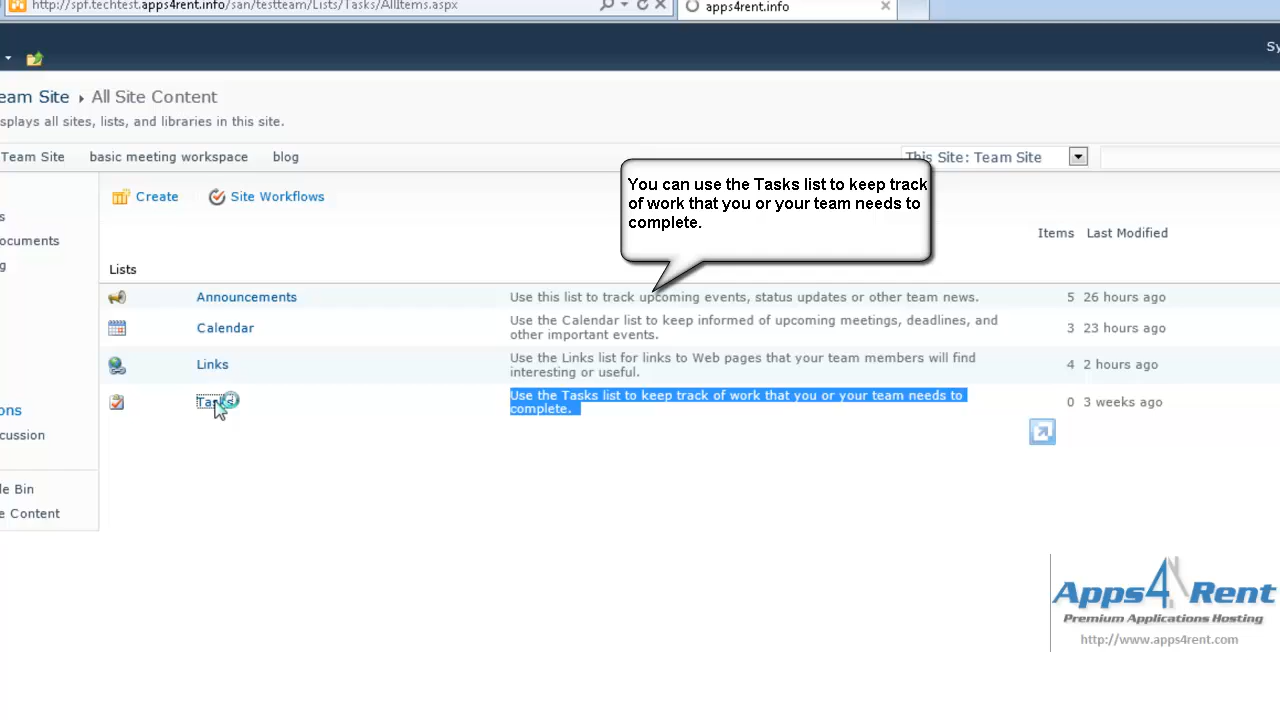 http://spf.techtest.apps4rent.info/san/testteam/Lists/Tasks/AllItems.aspx
apps4rent.info
Sy
eam Site ▸ All Site Content
splays all sites, lists, and libraries in this site.
Team Site basic meeting workspace blog
This Site: Team Site
You can use the Tasks list to keep track
of work that you or your team needs to
complete.
Create Site Workflows
s
ocuments
g
Items Last Modified
Lists
Announcements Use this list to track upcoming events, status updates or other team news. 5 26 hours ago
Calendar Use the Calendar list to keep informed of upcoming meetings, deadlines, and
other important events. 3 23 hours ago
Links Use the Links list for links to Web pages that your team members will find
interesting or useful. 4 2 hours ago
Tasks Use the Tasks list to keep track of work that you or your team needs to
complete. 0 3 weeks ago
ons
cussion
le Bin
e Content
Apps4Rent
Premium Applications Hosting
http://www.apps4rent.com